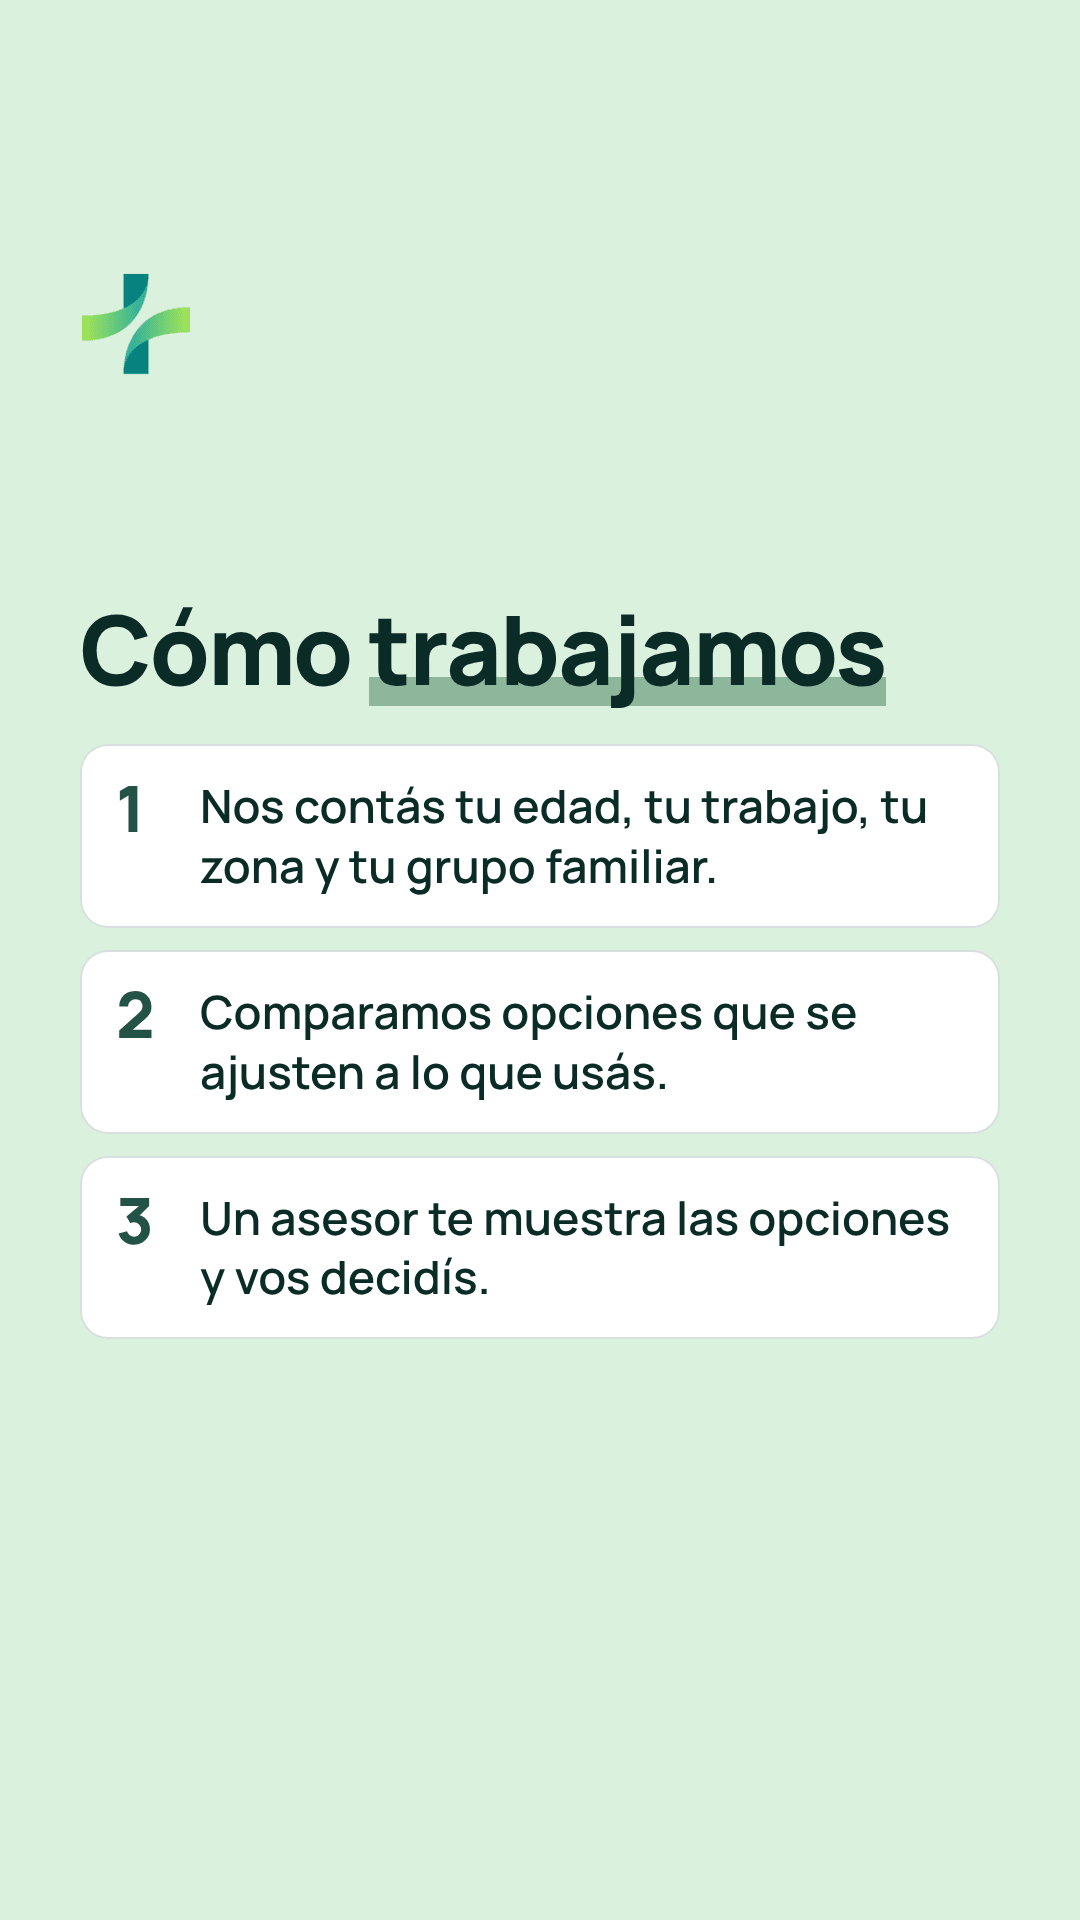 Cómo trabajamos
1 Nos contás tu edad, tu trabajo, tu
zona y tu grupo familiar.
2 Comparamos opciones que se
ajusten a lo que usás.
3 Un asesor te muestra las opciones
y vos decidís.